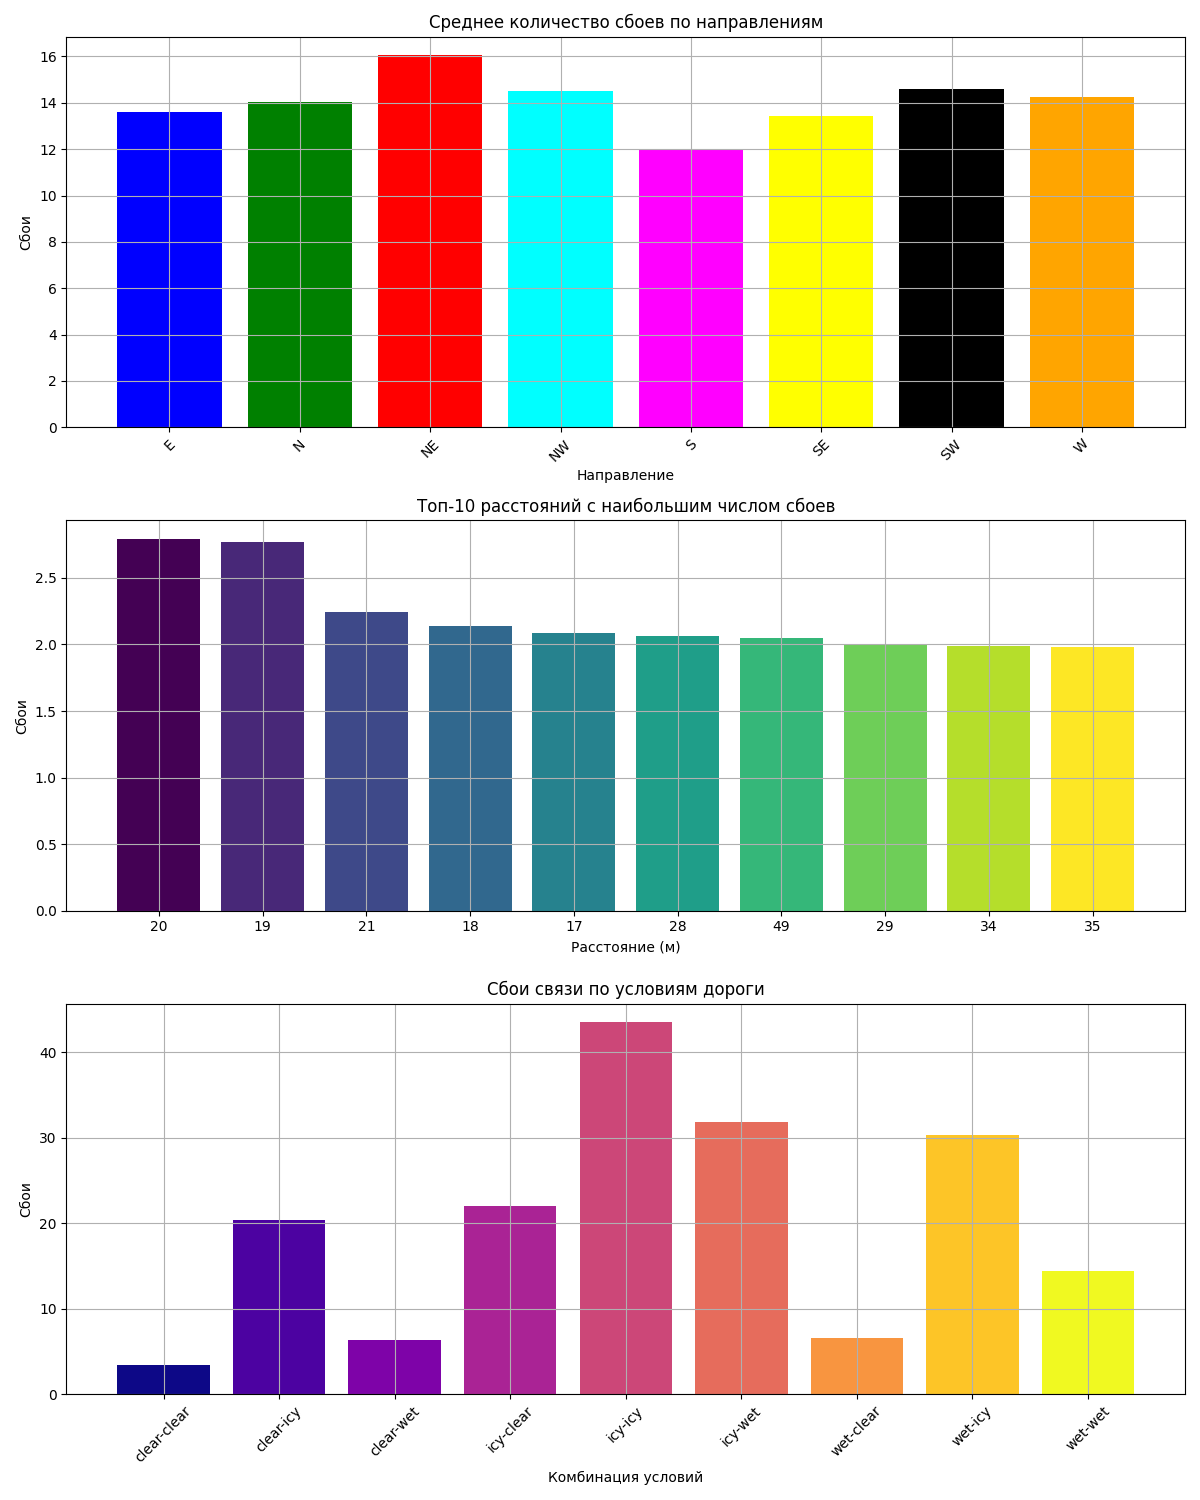 Среднее количество сбоев по направлениям
16
14
12
10
8
6
4
2
0
Сбои
E N NE NW S SE SW W
Направление
Топ-10 расстояний с наибольшим числом сбоев
2.5
2.0
1.5
1.0
0.5
0.0
Сбои
20 19 21 18 17 28 49 29 34 35
Расстояние (м)
Сбои связи по условиям дороги
40
30
20
10
0
Сбои
clear-clear clear-icy clear-wet icy-clear icy-icy icy-wet wet-clear wet-icy wet-wet
Комбинация условий